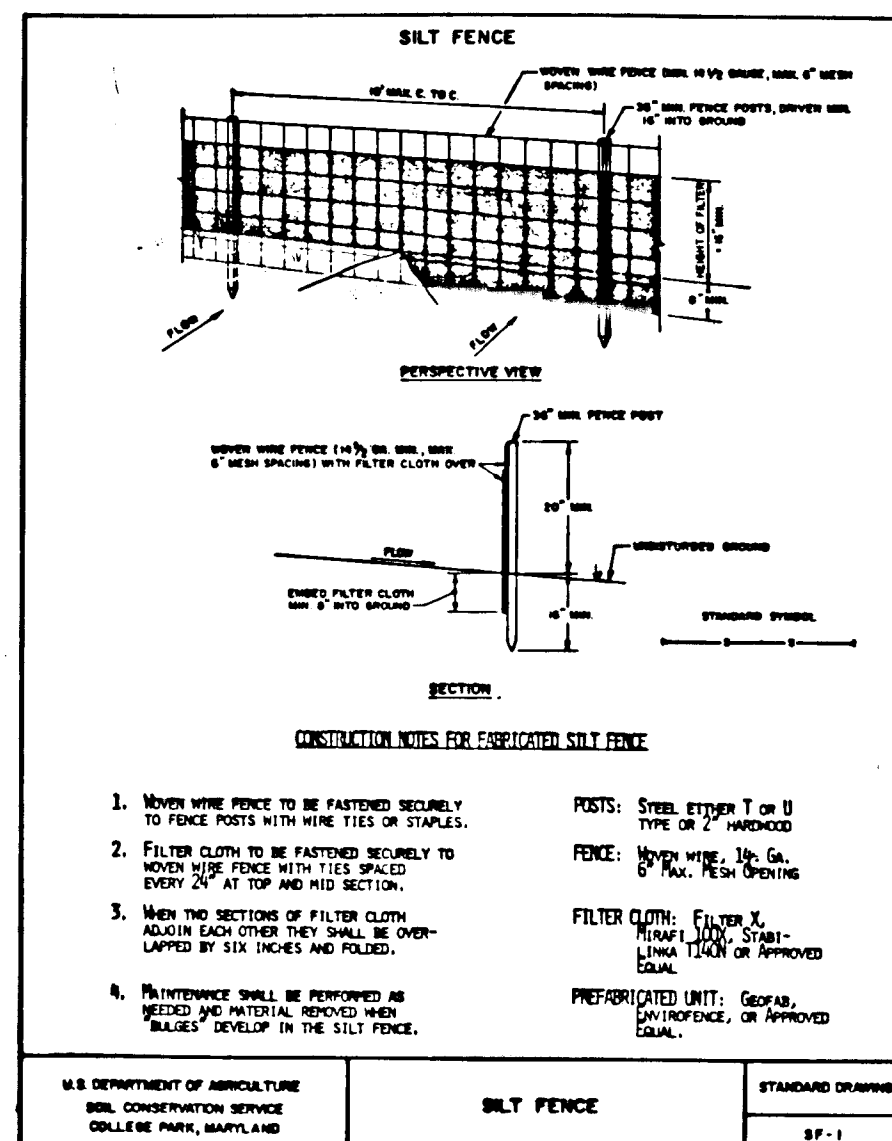 SILT FENCE
WOVEN WIRE FENCE (MIN. 14 1/2 GAUGE, MAX. 6" MESH
SPACING)
10' MAX. C. TO C.
36" MIN. FENCE POSTS, DRIVEN MIN.
16" INTO GROUND
HEIGHT OF FILTER
= 16" MIN.
8" MIN.
FLOW
FLOW
PERSPECTIVE VIEW
36" MIN. FENCE POST
WOVEN WIRE FENCE (14 1/2 GA. MIN., MAX
6" MESH SPACING) WITH FILTER CLOTH OVER
20" MIN.
FLOW
UNDISTURBED GROUND
EMBED FILTER CLOTH
MIN. 8" INTO GROUND
16" MIN.
STANDARD SYMBOL
S S
SECTION
CONSTRUCTION NOTES FOR FABRICATED SILT FENCE
1. WOVEN WIRE FENCE TO BE FASTENED SECURELY
TO FENCE POSTS WITH WIRE TIES OR STAPLES.
2. FILTER CLOTH TO BE FASTENED SECURELY TO
WOVEN WIRE FENCE WITH TIES SPACED
EVERY 24" AT TOP AND MID SECTION.
3. WHEN TWO SECTIONS OF FILTER CLOTH
ADJOIN EACH OTHER THEY SHALL BE OVER-
LAPPED BY SIX INCHES AND FOLDED.
4. MAINTENANCE SHALL BE PERFORMED AS
NEEDED AND MATERIAL REMOVED WHEN
"BULGES" DEVELOP IN THE SILT FENCE.
POSTS: STEEL EITHER T OR U
TYPE OR 2" HARDWOOD
FENCE: WOVEN WIRE, GA.
6" MAX. MESH OPENING
FILTER CLOTH: FILTER X,
MIRAFI 100X, STABI-
LINKA T140N OR APPROVED
EQUAL
PREFABRICATED UNIT: GEOFAB,
ENVIROFENCE, OR APPROVED
EQUAL.
U.S. DEPARTMENT OF AGRICULTURE
SOIL CONSERVATION SERVICE
COLLEGE PARK, MARYLAND
SILT FENCE
STANDARD DRAWING
SF-1